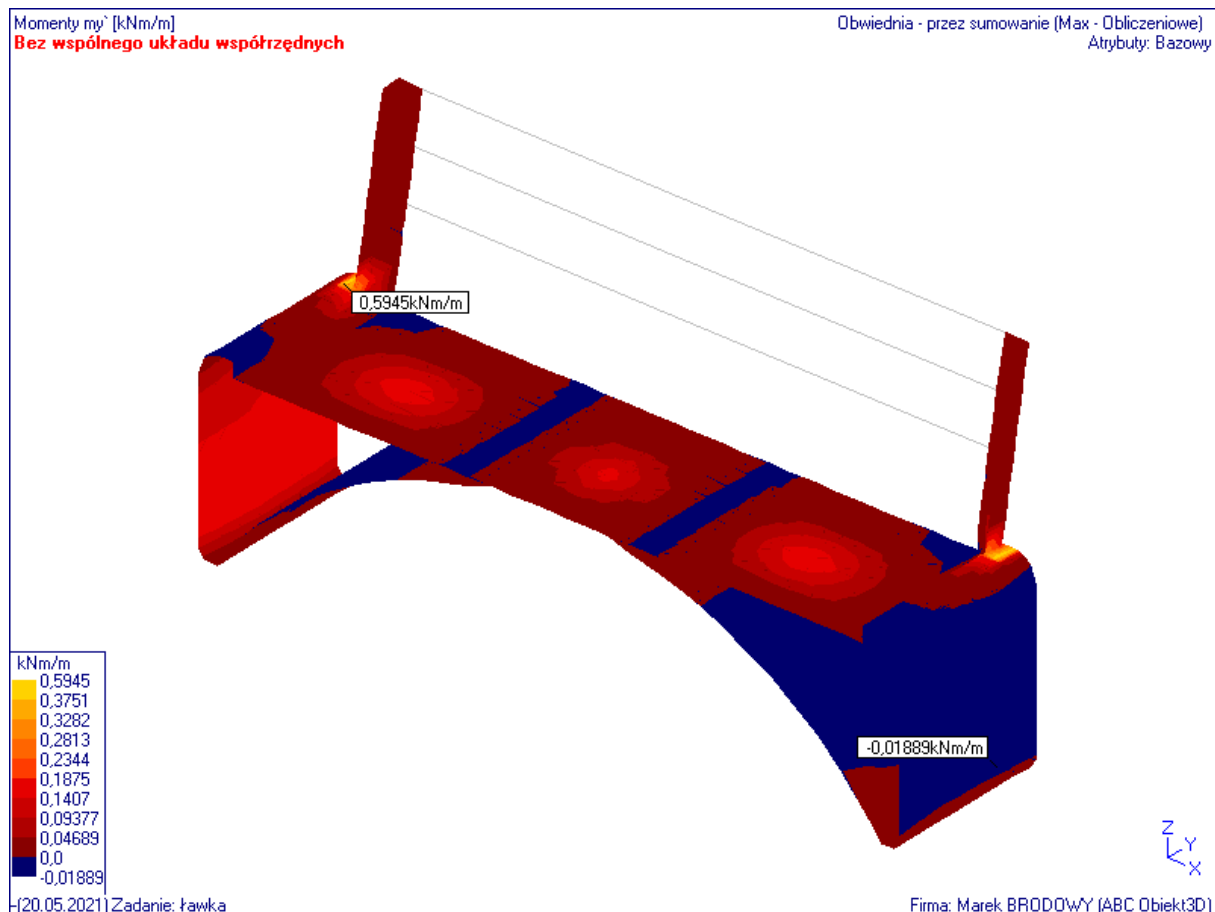 Momenty my` [kNm/m]
Bez wspólnego układu współrzędnych
Obwiednia - przez sumowanie (Max - Obliczeniowe)
Atrybuty: Bazowy
0,5945kNm/m
-0,01889kNm/m
kNm/m
0,5945
0,3751
0,3282
0,2813
0,2344
0,1875
0,1407
0,09377
0,04689
0,0
-0,01889
Z
Y
X
-(20.05.2021) Zadanie: ławka
Firma: Marek BRODOWY (ABC Obiekt3D)